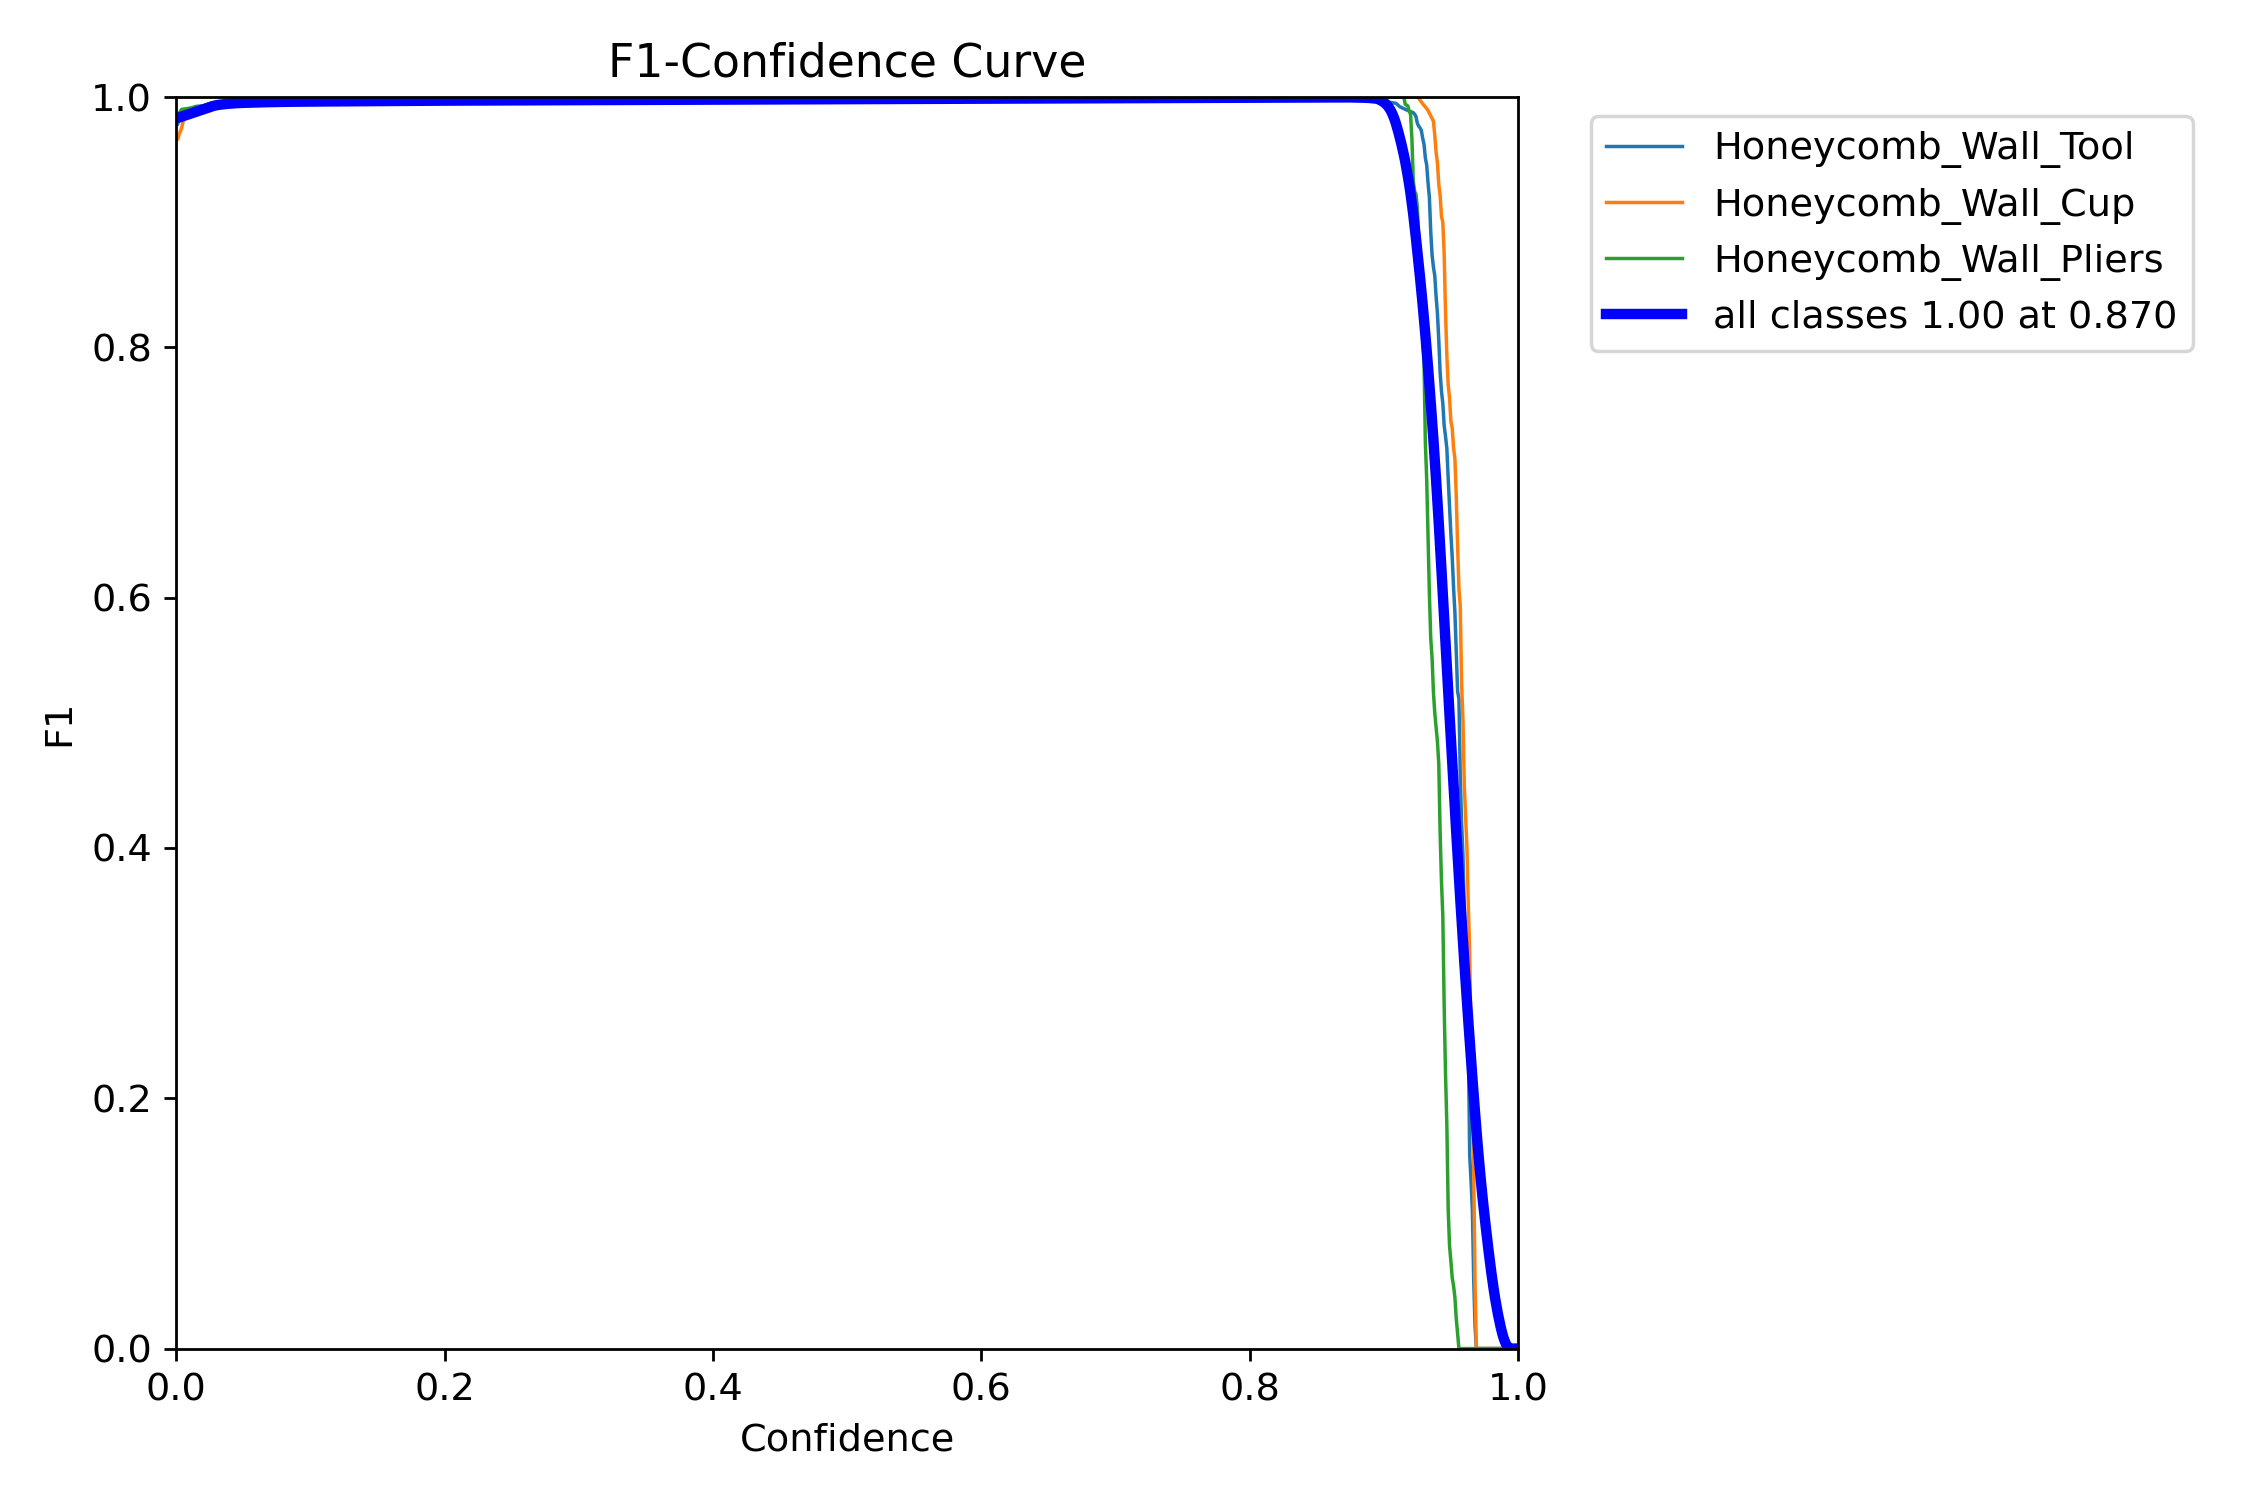 F1-Confidence Curve
1.0
0.8
0.6
0.4
0.2
0.0
F1
0.0 0.2 0.4 0.6 0.8 1.0
Confidence
Honeycomb_Wall_Tool
Honeycomb_Wall_Cup
Honeycomb_Wall_Pliers
all classes 1.00 at 0.870